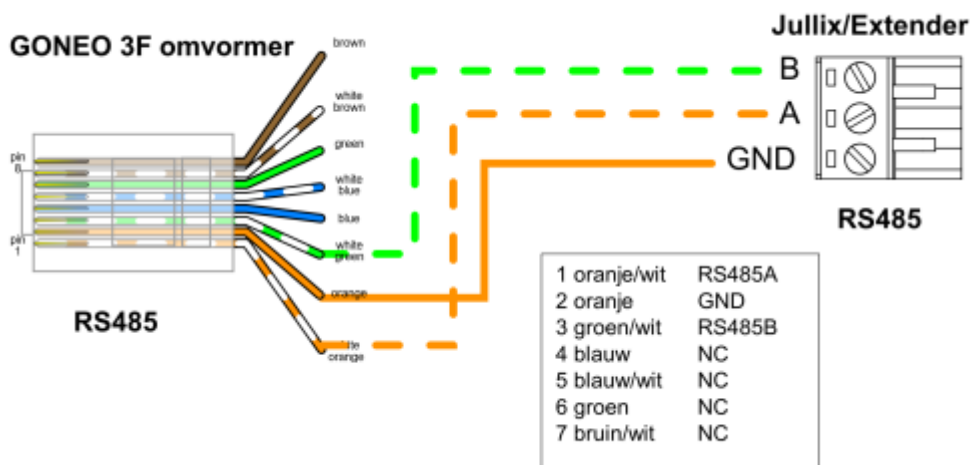 GONEO 3F omvormer
Jullix/Extender
brown
white
brown
green
white
blue
blue
white
green
orange
white
orange
pin
8
pin
1
RS485
B
A
GND
RS485
1 oranje/wit RS485A
2 oranje GND
3 groen/wit RS485B
4 blauw NC
5 blauw/wit NC
6 groen NC
7 bruin/wit NC